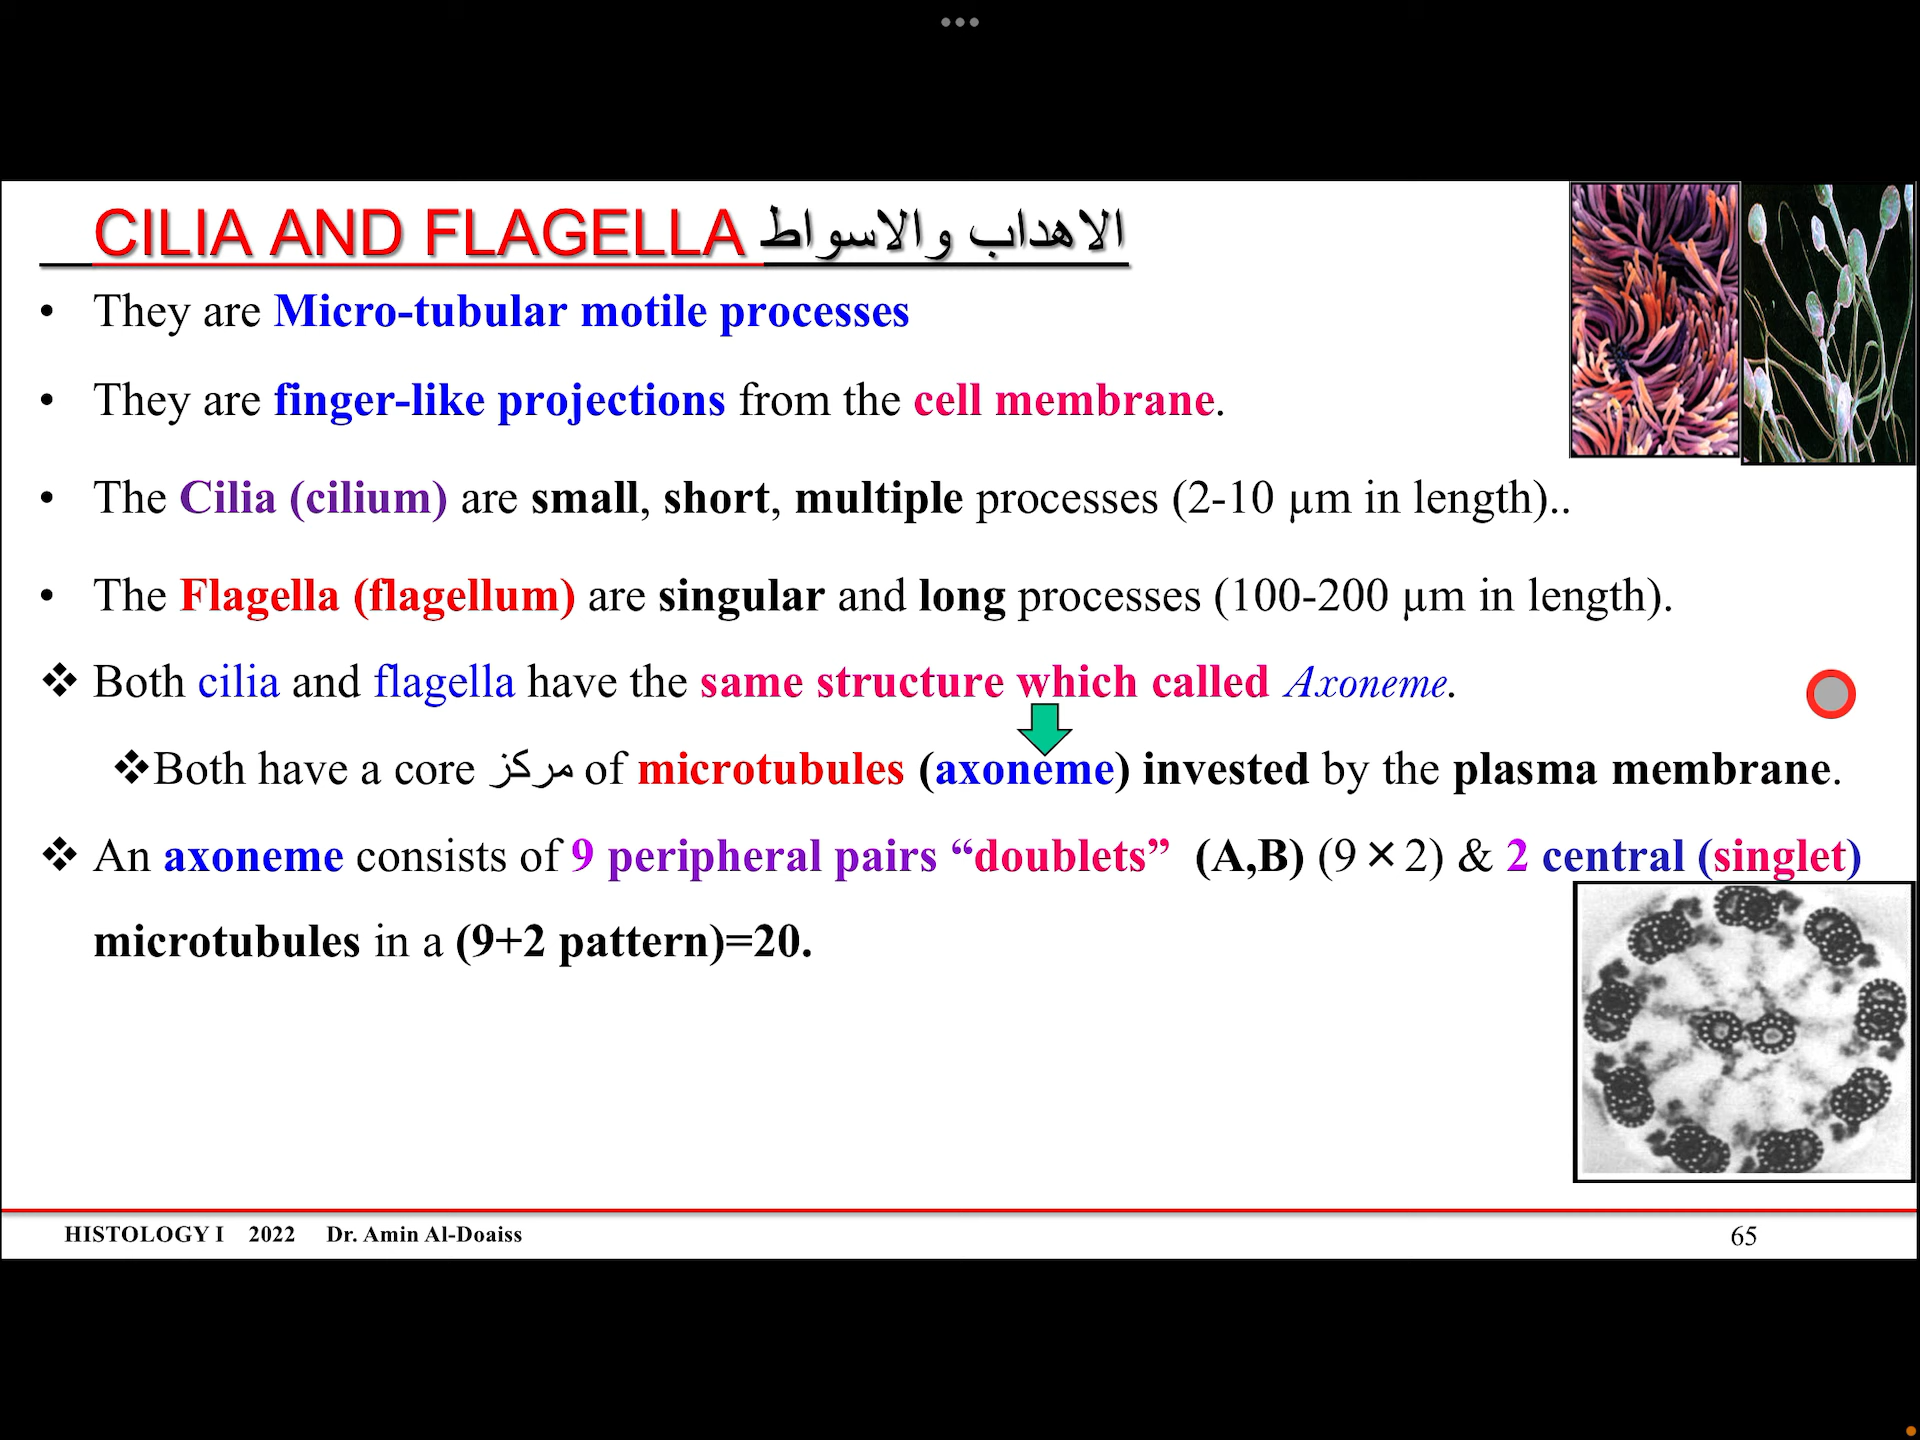 CILIA AND FLAGELLA الاهداب والاسواط
• They are Micro-tubular motile processes
• They are finger-like projections from the cell membrane.
• The Cilia (cilium) are small, short, multiple processes (2-10 µm in length)..
• The Flagella (flagellum) are singular and long processes (100-200 µm in length).
❖ Both cilia and flagella have the same structure which called Axoneme.
❖Both have a core مركز of microtubules (axoneme) invested by the plasma membrane.
❖ An axoneme consists of 9 peripheral pairs “doublets” (A,B) (9×2) & 2 central (singlet)
microtubules in a (9+2 pattern)=20.
HISTOLOGY I 2022 Dr. Amin Al-Doaiss
65